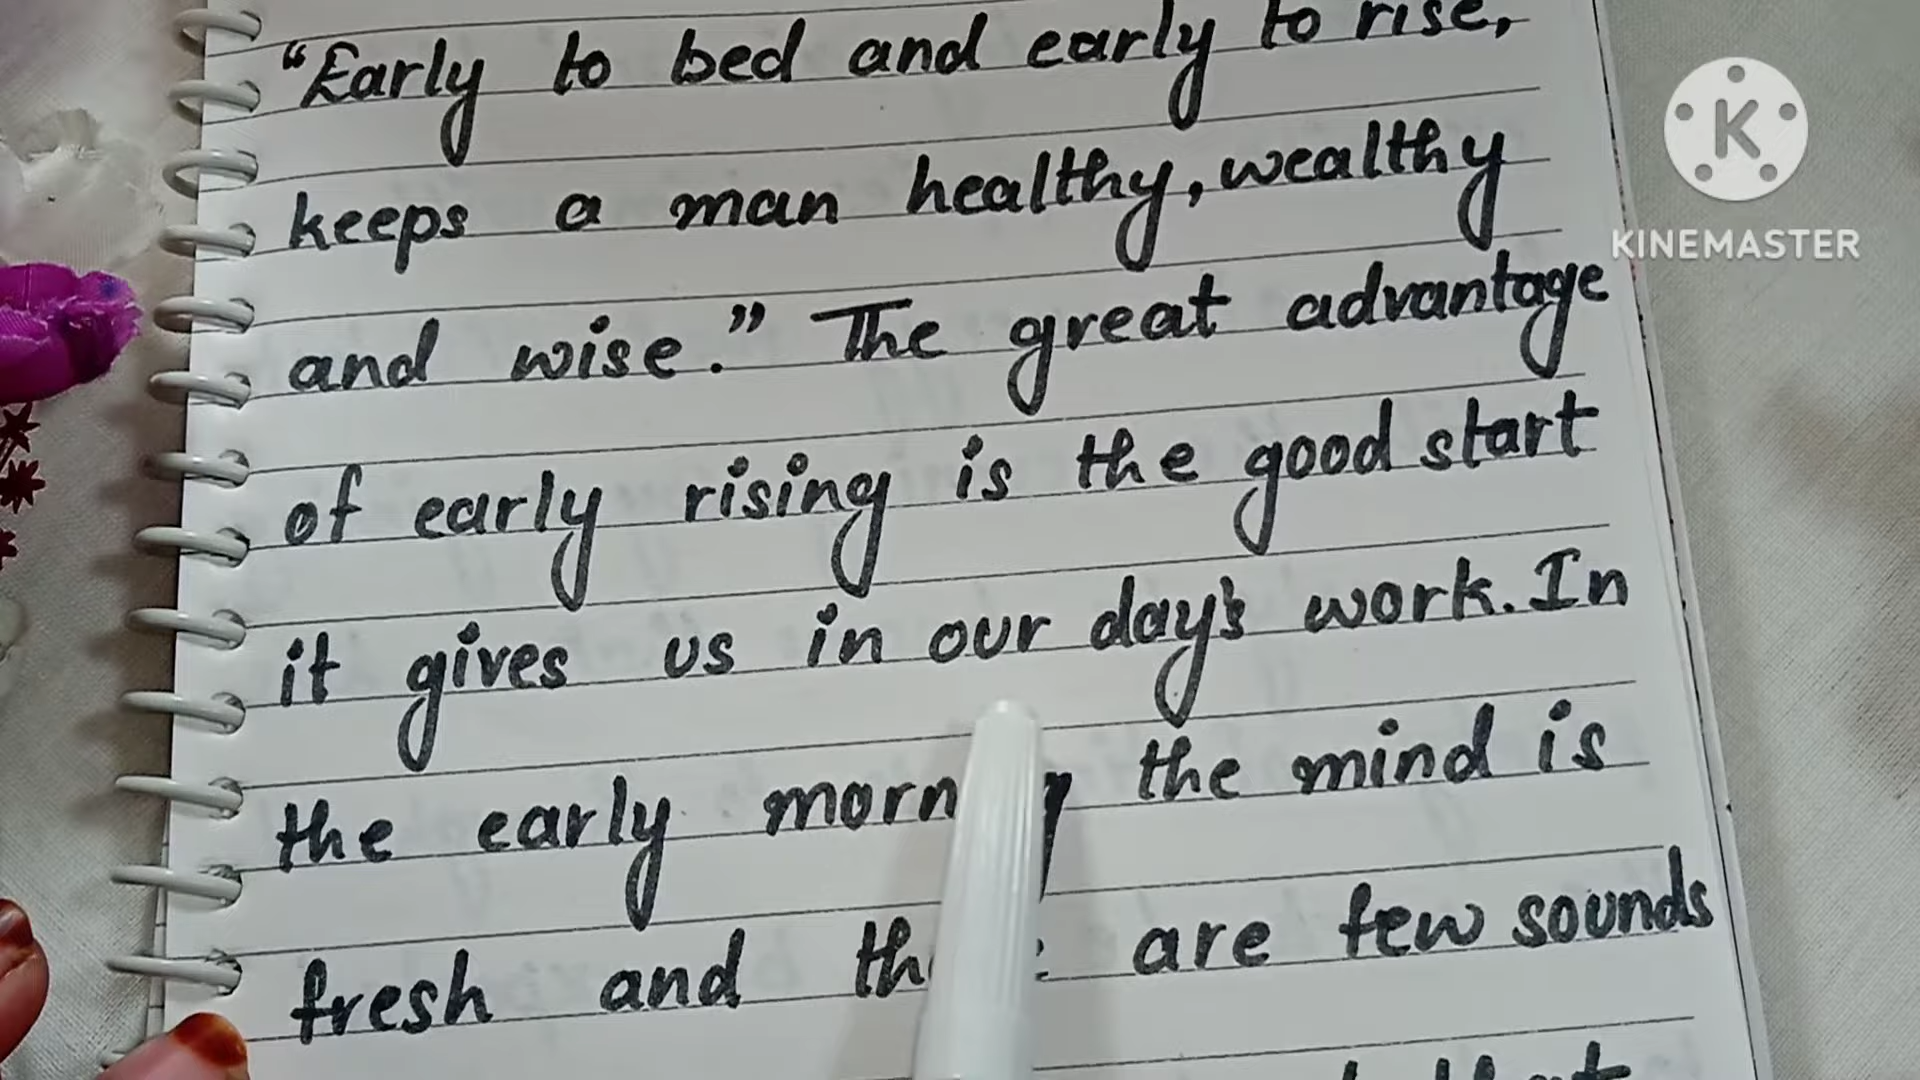 "Early to bed and early to rise,
keeps a man healthy, wealthy
and wise." The great advantage
of early rising is the good start
it gives us in our day's work. In
the early the mind is
fresh and are few sounds
K
KINEMASTER